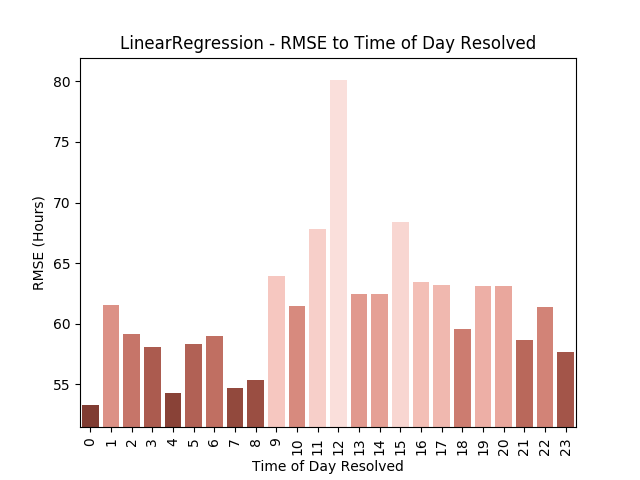 LinearRegression - RMSE to Time of Day Resolved
80
75
70
65
60
55
RMSE (Hours)
0 1 2 3 4 5 6 7 8 9 10 11 12 13 14 15 16 17 18 19 20 21 22 23
Time of Day Resolved